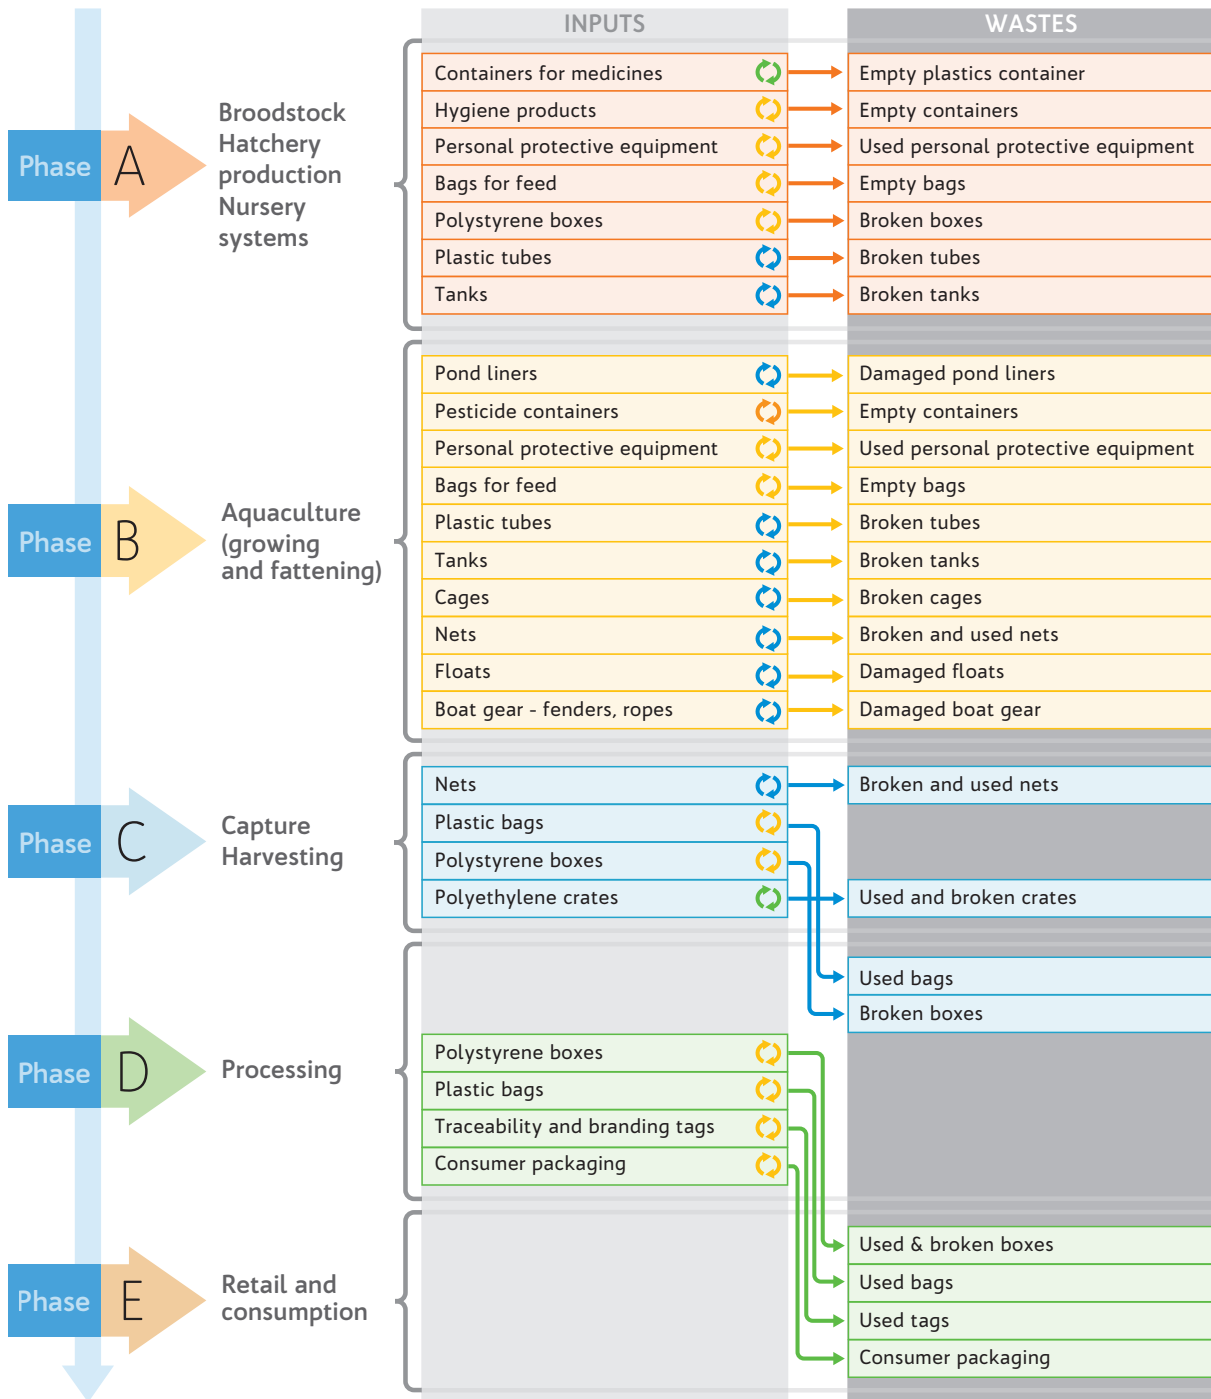 INPUTS
WASTES
Phase A
Broodstock
Hatchery
production
Nursery
systems
Containers for medicines
Empty plastics container
Hygiene products
Empty containers
Personal protective equipment
Used personal protective equipment
Bags for feed
Empty bags
Polystyrene boxes
Broken boxes
Plastic tubes
Broken tubes
Tanks
Broken tanks
Phase B
Aquaculture
(growing
and fattening)
Pond liners
Damaged pond liners
Pesticide containers
Empty containers
Personal protective equipment
Used personal protective equipment
Bags for feed
Empty bags
Plastic tubes
Broken tubes
Tanks
Broken tanks
Cages
Broken cages
Nets
Broken and used nets
Floats
Damaged floats
Boat gear - fenders, ropes
Damaged boat gear
Phase C
Capture
Harvesting
Nets
Broken and used nets
Plastic bags
Polystyrene boxes
Polyethylene crates
Used and broken crates
Used bags
Broken boxes
Phase D
Processing
Polystyrene boxes
Plastic bags
Traceability and branding tags
Consumer packaging
Phase E
Retail and
consumption
Used & broken boxes
Used bags
Used tags
Consumer packaging